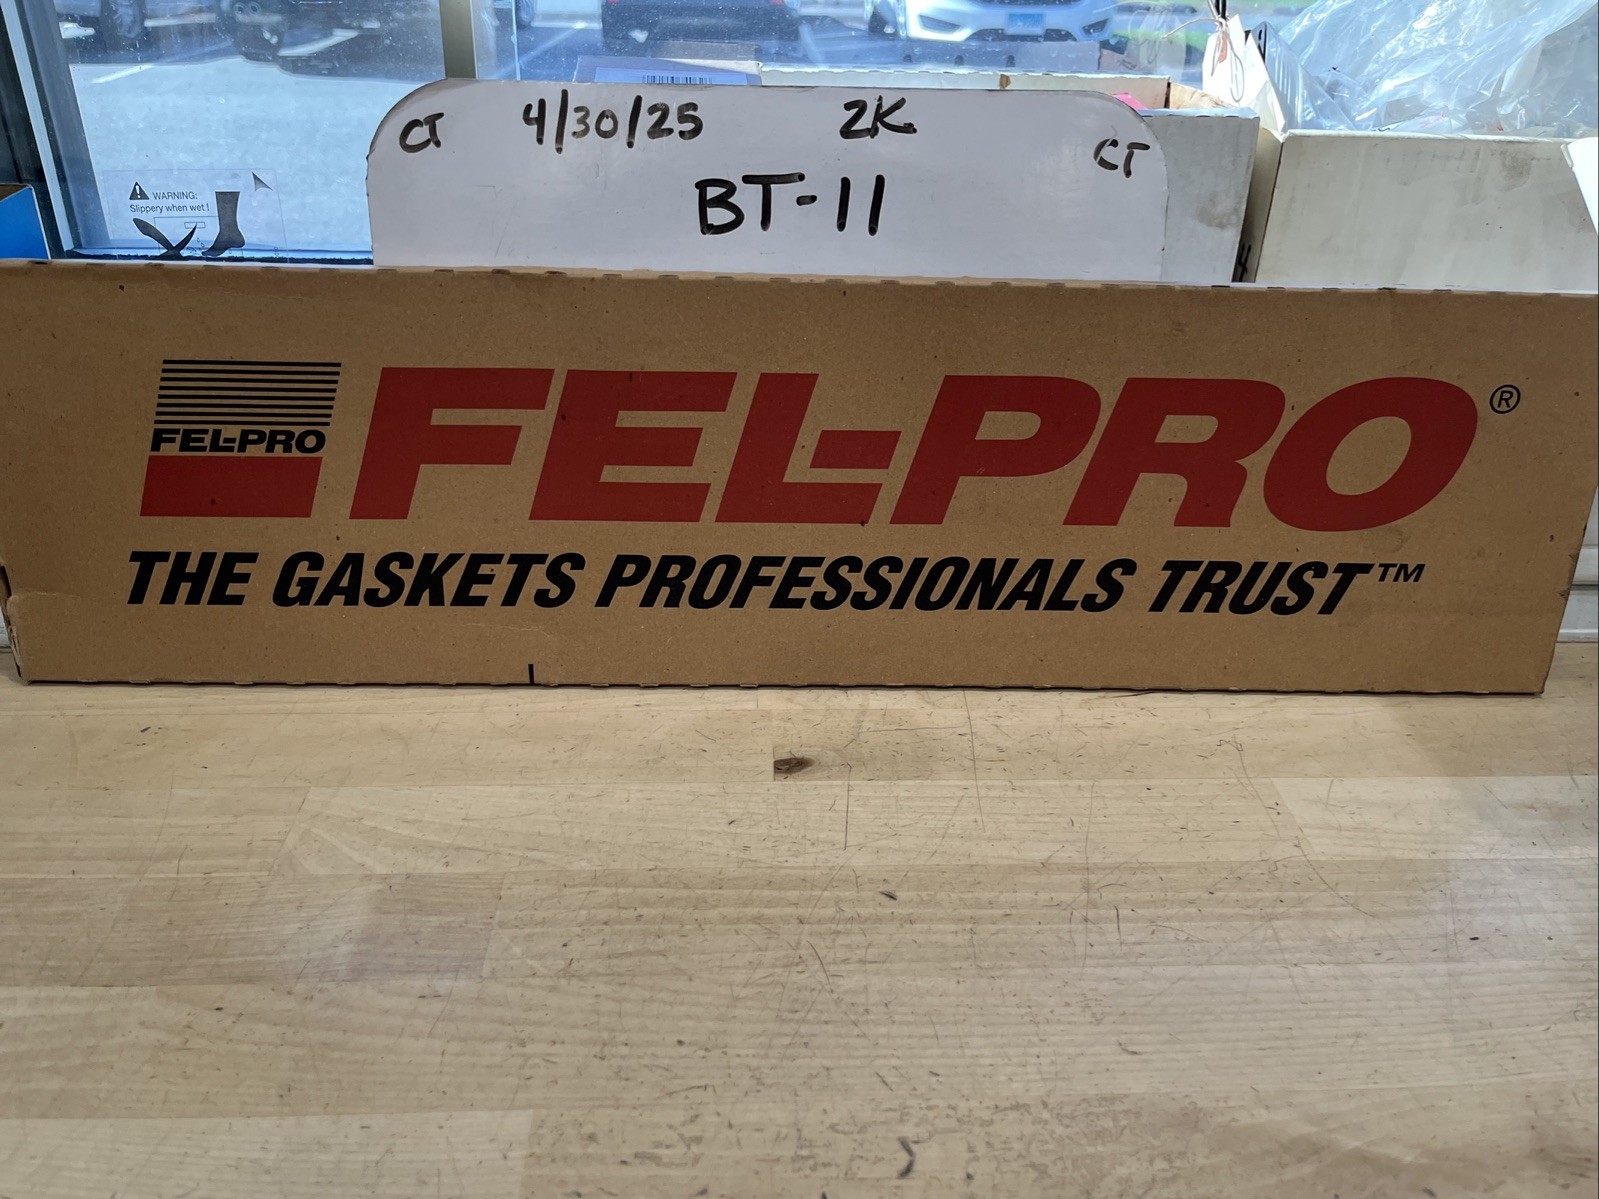 CJ 4/30/25 2K CT
BT-11
WARNING:
Slippery when wet!
FEL-PRO
FEL-PRO®
THE GASKETS PROFESSIONALS TRUST™